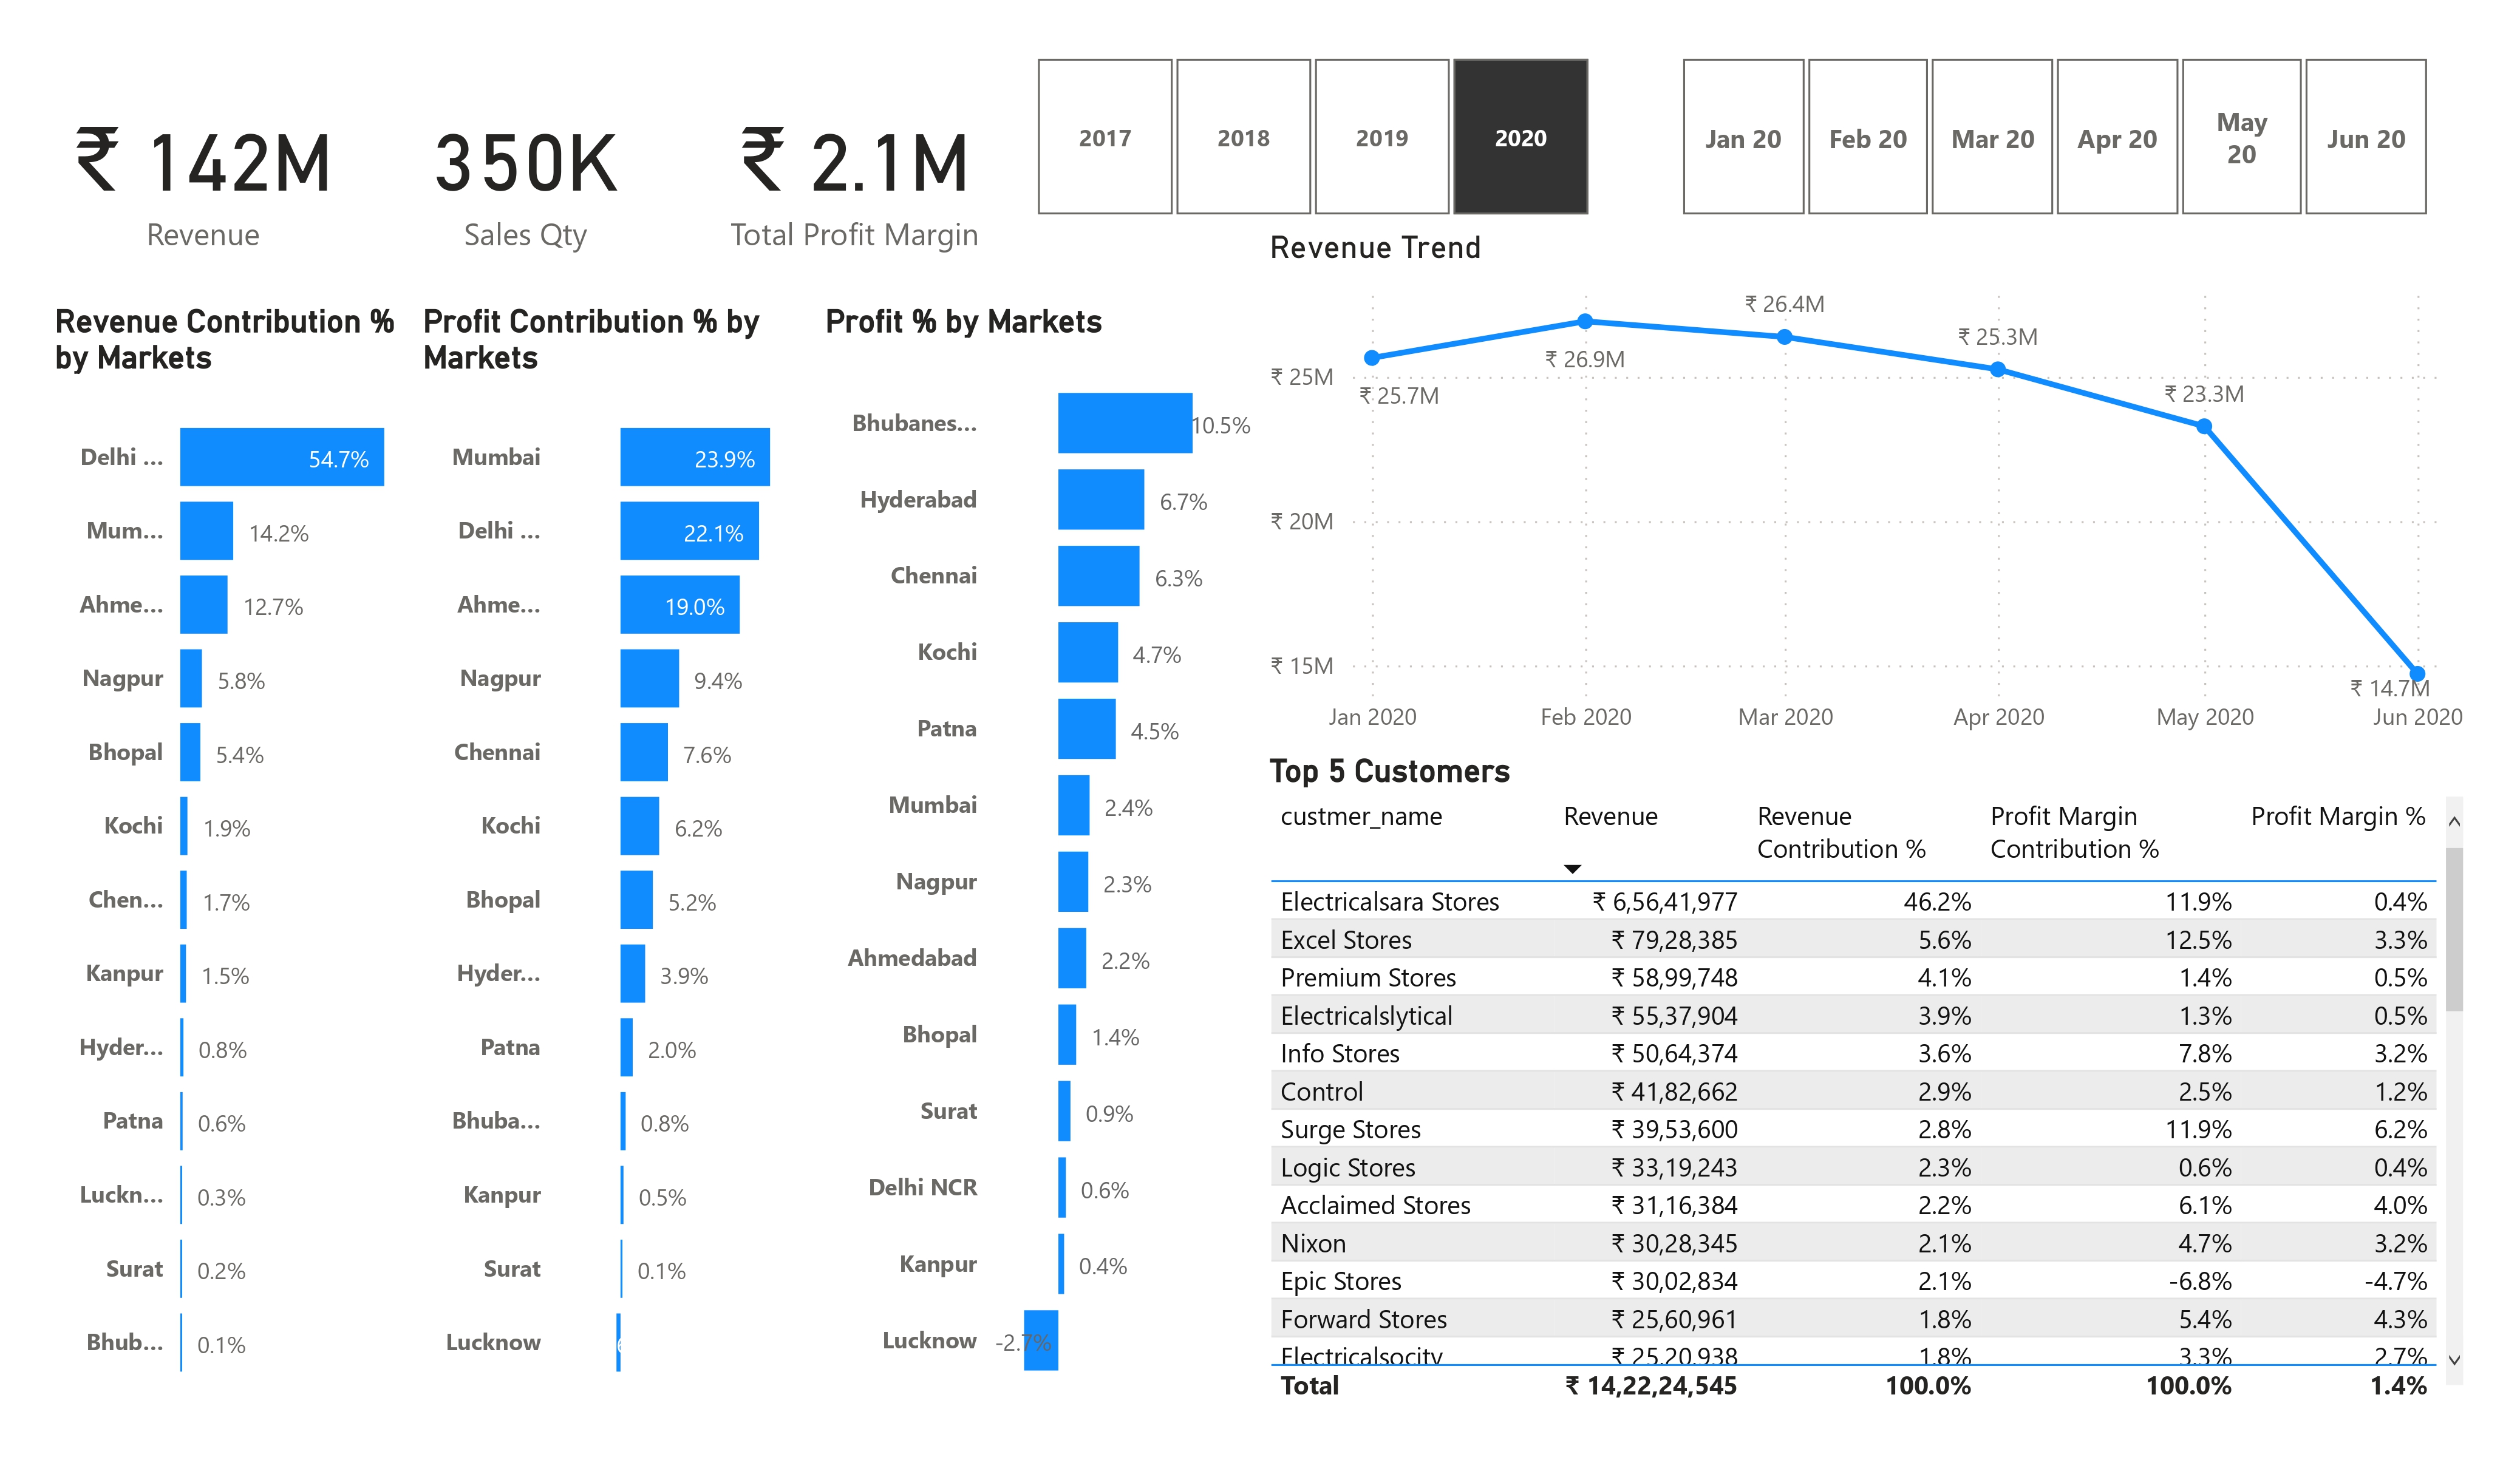 ₹ 142M
Revenue
350K
Sales Qty
₹ 2.1M
Total Profit Margin
2017
2018
2019
2020
Jan 20
Feb 20
Mar 20
Apr 20
May
20
Jun 20
Revenue Contribution %
by Markets
Delhi ... 54.7%
Mum... 14.2%
Ahme... 12.7%
Nagpur 5.8%
Bhopal 5.4%
Kochi 1.9%
Chen... 1.7%
Kanpur 1.5%
Hyder... 0.8%
Patna 0.6%
Luckn... 0.3%
Surat 0.2%
Bhub... 0.1%
Profit Contribution % by
Markets
Mumbai 23.9%
Delhi ... 22.1%
Ahme... 19.0%
Nagpur 9.4%
Chennai 7.6%
Kochi 6.2%
Bhopal 5.2%
Hyder... 3.9%
Patna 2.0%
Bhuba... 0.8%
Kanpur 0.5%
Surat 0.1%
Lucknow
Profit % by Markets
Bhubanes... 10.5%
Hyderabad 6.7%
Chennai 6.3%
Kochi 4.7%
Patna 4.5%
Mumbai 2.4%
Nagpur 2.3%
Ahmedabad 2.2%
Bhopal 1.4%
Surat 0.9%
Delhi NCR 0.6%
Kanpur 0.4%
Lucknow -2.7%
Revenue Trend
₹ 25M
₹ 20M
₹ 15M
₹ 25.7M
₹ 26.9M
₹ 26.4M
₹ 25.3M
₹ 23.3M
₹ 14.7M
Jan 2020 Feb 2020 Mar 2020 Apr 2020 May 2020 Jun 2020
Top 5 Customers
custmer_name Revenue Revenue Contribution % Profit Margin Contribution % Profit Margin %
Electricalsara Stores ₹ 6,56,41,977 46.2% 11.9% 0.4%
Excel Stores ₹ 79,28,385 5.6% 12.5% 3.3%
Premium Stores ₹ 58,99,748 4.1% 1.4% 0.5%
Electricalslytical ₹ 55,37,904 3.9% 1.3% 0.5%
Info Stores ₹ 50,64,374 3.6% 7.8% 3.2%
Control ₹ 41,82,662 2.9% 2.5% 1.2%
Surge Stores ₹ 39,53,600 2.8% 11.9% 6.2%
Logic Stores ₹ 33,19,243 2.3% 0.6% 0.4%
Acclaimed Stores ₹ 31,16,384 2.2% 6.1% 4.0%
Nixon ₹ 30,28,345 2.1% 4.7% 3.2%
Epic Stores ₹ 30,02,834 2.1% -6.8% -4.7%
Forward Stores ₹ 25,60,961 1.8% 5.4% 4.3%
Electricalsocity ₹ 25,20,938 1.8% 3.3% 2.7%
Total ₹ 14,22,24,545 100.0% 100.0% 1.4%